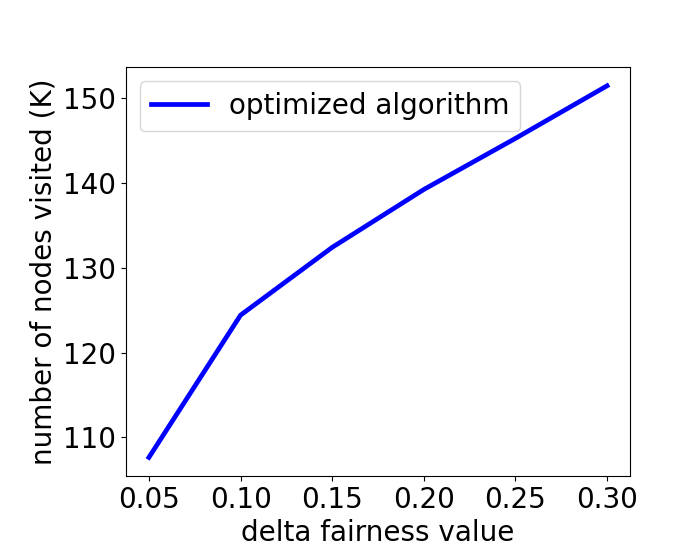 optimized algorithm
number of nodes visited (K)
150
140
130
120
110
0.05 0.10 0.15 0.20 0.25 0.30
delta fairness value